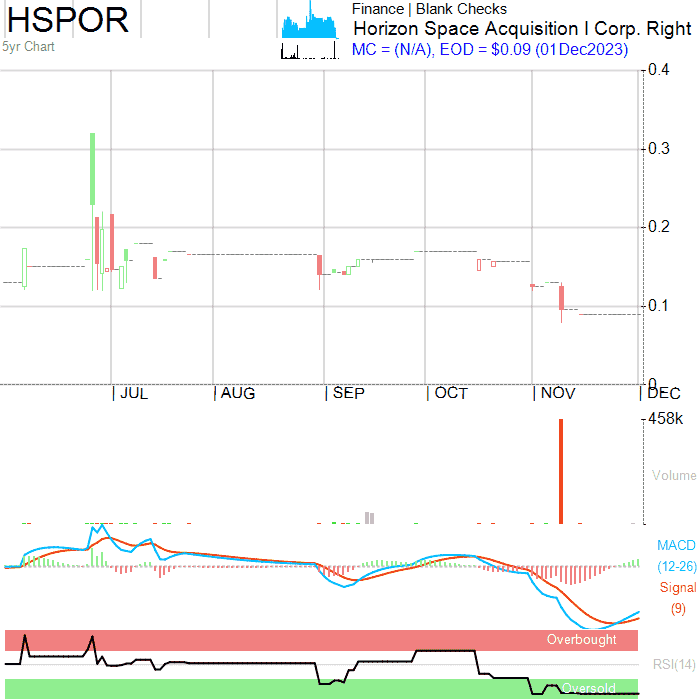 HSPOR
5yr Chart
Finance | Blank Checks
Horizon Space Acquisition I Corp. Right
MC = (N/A), EOD = $0.09 (01Dec2023)
0.4
0.3
0.2
0.1
0
JUL
AUG
SEP
OCT
NOV
DEC
458k
Volume
MACD
(12-26)
Signal
(9)
Overbought
RSI(14)
Oversold